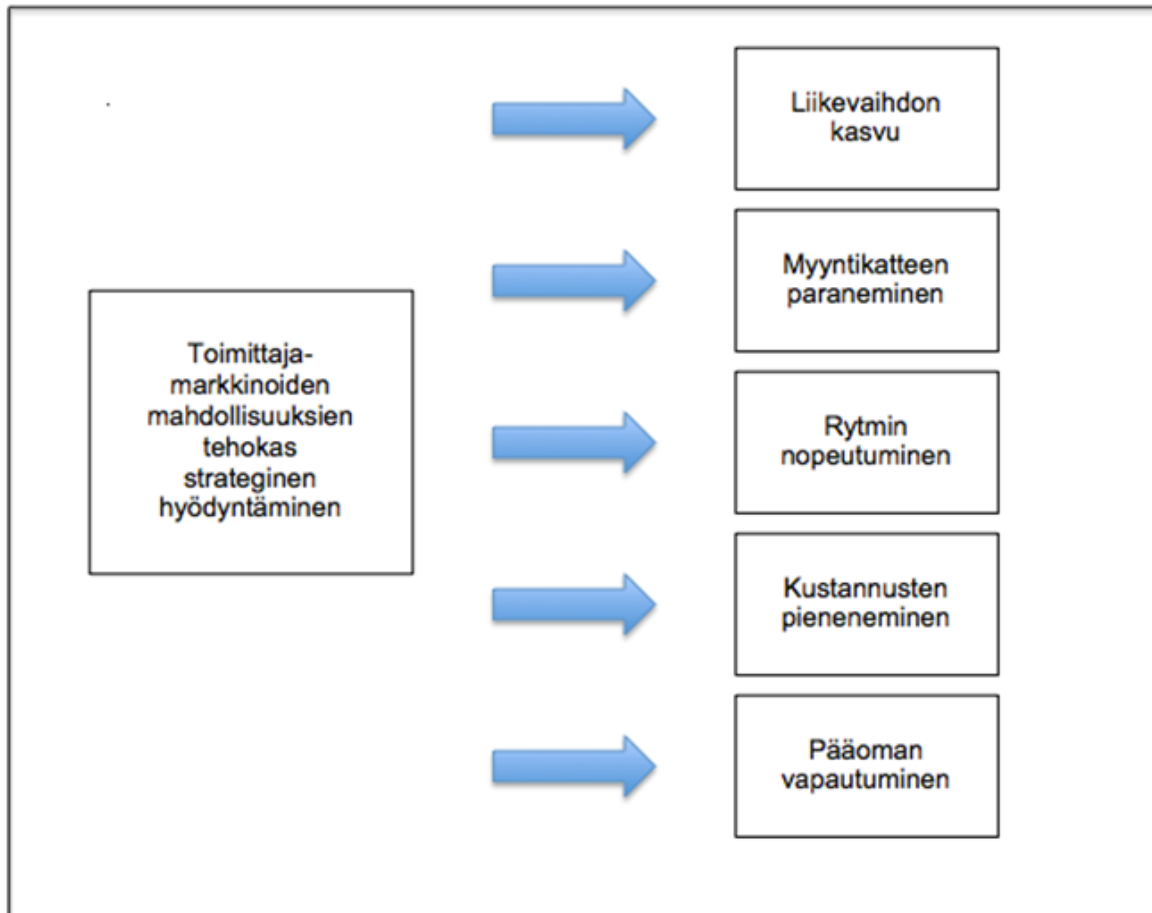 Toimittaja-
markkinoiden
mahdollisuuksien
tehokas
strateginen
hyödyntäminen
Liikevaihdon
kasvu
Myyntikatteen
paraneminen
Rytmin
nopeutuminen
Kustannusten
pieneneminen
Pääoman
vapautuminen